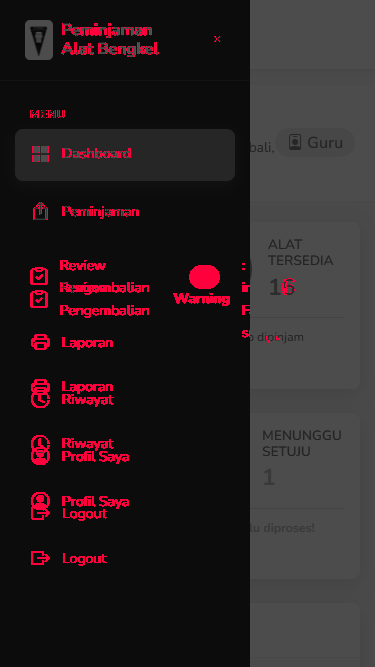 Peminjaman
Alat Bengkel
×
MENU
Dashboard
Peminjaman
Review
Pengembalian
Pengembalian
Warning
Laporan
Laporan
Riwayat
Riwayat
Profil Saya
Profil Saya
Logout
Logout
bali,
Guru
ALAT
TERSEDIA
dipinjam
MENUNGGU
SETUJU
1
lu diproses!